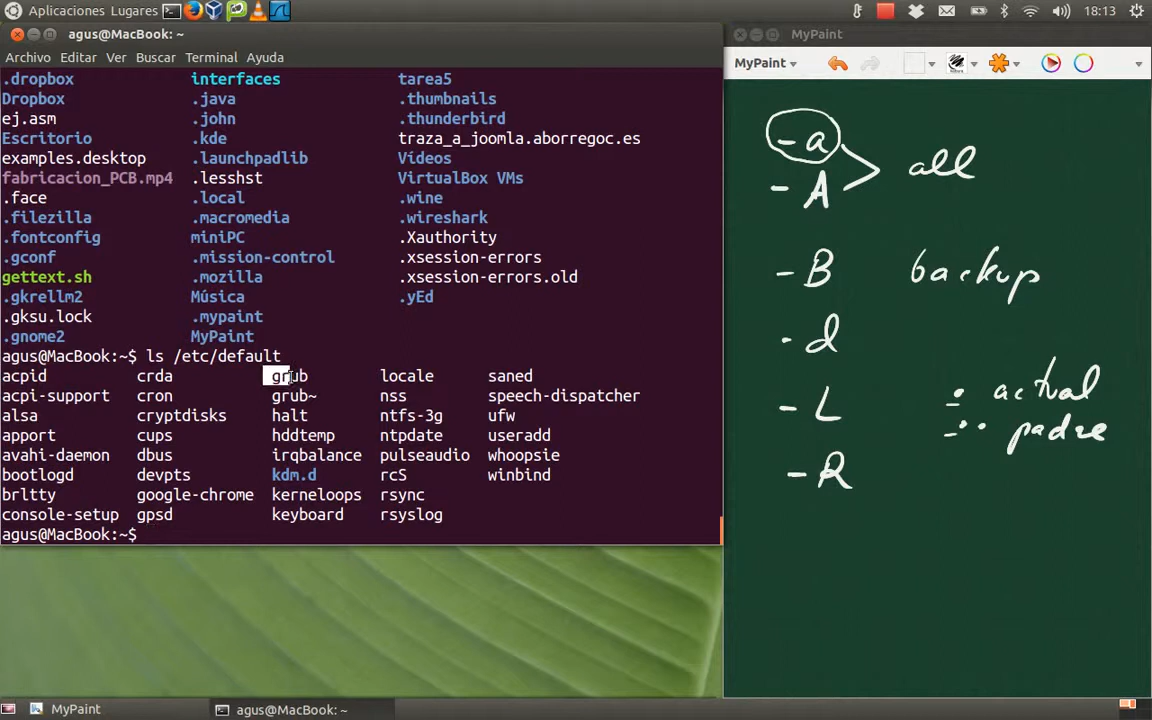 Aplicaciones Lugares 18:13
agus@MacBook: ~
Archivo Editar Ver Buscar Terminal Ayuda
.dropbox interfaces tarea5
Dropbox .java .thumbnails
ej.asm .john .thunderbird
Escritorio .kde traza_a_joomla.aborregoc.es
examples.desktop .launchpadlib Vídeos
fabricacion_PCB.mp4 .lesshst VirtualBox VMs
.face .local .wine
.filezilla .macromedia .wireshark
.fontconfig miniPC .Xauthority
.gconf .mission-control .xsession-errors
gettext.sh .mozilla .xsession-errors.old
.gkrellm2 Música .yEd
.gksu.lock .mypaint
.gnome2 MyPaint
agus@MacBook:~$ ls /etc/default
acpid crda grub locale saned
acpi-support cron grub~ nss speech-dispatcher
alsa cryptdisks halt ntfs-3g ufw
apport cups hddtemp ntpdate useradd
avahi-daemon dbus irqbalance pulseaudio whoopsie
bootlogd devpts kdm.d rcS winbind
brltty google-chrome kerneloops rsync
console-setup gpsd keyboard rsyslog
agus@MacBook:~$
MyPaint
MyPaint
-a
all
-A
-B backup
-d
-L . actual
.. padre
-R
MyPaint agus@MacBook: ~